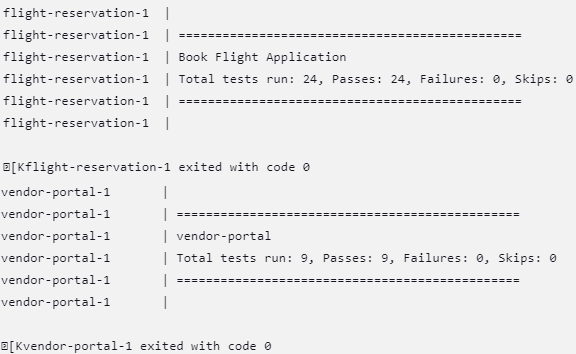 flight-reservation-1  |
flight-reservation-1  | ===============================================
flight-reservation-1  | Book Flight Application
flight-reservation-1  | Total tests run: 24, Passes: 24, Failures: 0, Skips: 0
flight-reservation-1  | ===============================================
flight-reservation-1  |
[Kflight-reservation-1 exited with code 0
vendor-portal-1       |
vendor-portal-1       | ===============================================
vendor-portal-1       | vendor-portal
vendor-portal-1       | Total tests run: 9, Passes: 9, Failures: 0, Skips: 0
vendor-portal-1       | ===============================================
vendor-portal-1       |
[Kvendor-portal-1 exited with code 0